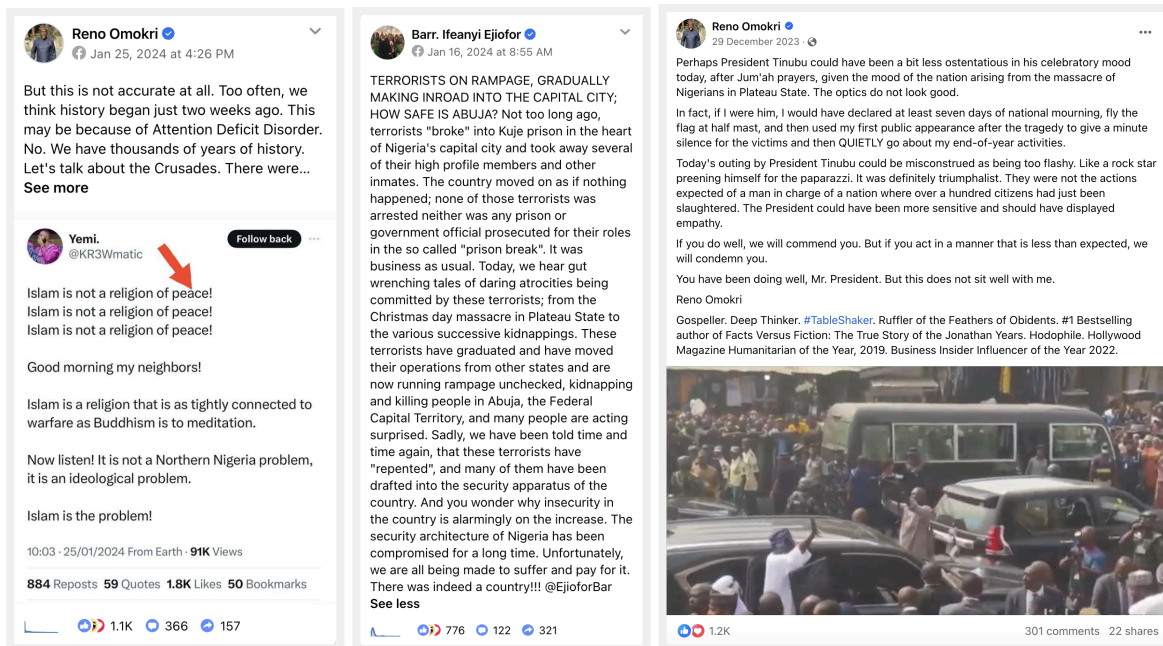 Reno Omokri
Jan 25, 2024 at 4:26 PM
But this is not accurate at all. Too often, we
think history began just two weeks ago. This
may be because of Attention Deficit Disorder.
No. We have thousands of years of history.
Let's talk about the Crusades. There were...
See more
Yemi.
@KR3Wmatic
Follow back
Islam is not a religion of peace!
Islam is not a religion of peace!
Islam is not a religion of peace!
Good morning my neighbors!
Islam is a religion that is as tightly connected to
warfare as Buddhism is to meditation.
Now listen! It is not a Northern Nigeria problem,
it is an ideological problem.
Islam is the problem!
10:03 · 25/01/2024 From Earth · 91K Views
884 Reposts 59 Quotes 1.8K Likes 50 Bookmarks
1.1K 366 157
Barr. Ifeanyi Ejiofor
Jan 16, 2024 at 8:55 AM
TERRORISTS ON RAMPAGE, GRADUALLY
MAKING INROAD INTO THE CAPITAL CITY;
HOW SAFE IS ABUJA? Not too long ago,
terrorists "broke" into Kuje prison in the heart
of Nigeria's capital city and took away several
of their high profile members and other
inmates. The country moved on as if nothing
happened; none of those terrorists was
arrested neither was any prison or
government official prosecuted for their roles
in the so called "prison break". It was
business as usual. Today, we hear gut
wrenching tales of daring atrocities being
committed by these terrorists; from the
Christmas day massacre in Plateau State to
the various successive kidnappings. These
terrorists have graduated and have moved
their operations from other states and are
now running rampage unchecked, kidnapping
and killing people in Abuja, the Federal
Capital Territory, and many people are acting
surprised. Sadly, we have been told time and
time again, that these terrorists have
"repented", and many of them have been
drafted into the security apparatus of the
country. And you wonder why insecurity in
the country is alarmingly on the increase. The
security architecture of Nigeria has been
compromised for a long time. Unfortunately,
we are all being made to suffer and pay for it.
There was indeed a country!!! @EjioforBar
See less
776 122 321
Reno Omokri
29 December 2023 ·
Perhaps President Tinubu could have been a bit less ostentatious in his celebratory mood
today, after Jum'ah prayers, given the mood of the nation arising from the massacre of
Nigerians in Plateau State. The optics do not look good.
In fact, if I were him, I would have declared at least seven days of national mourning, fly the
flag at half mast, and then used my first public appearance after the tragedy to give a minute
silence for the victims and then QUIETLY go about my end-of-year activities.
Today's outing by President Tinubu could be misconstrued as being too flashy. Like a rock star
preening himself for the paparazzi. It was definitely triumphalist. They were not the actions
expected of a man in charge of a nation where over a hundred citizens had just been
slaughtered. The President could have been more sensitive and should have displayed
empathy.
If you do well, we will commend you. But if you act in a manner that is less than expected, we
will condemn you.
You have been doing well, Mr. President. But this does not sit well with me.
Reno Omokri
Gospeller. Deep Thinker. #TableShaker. Ruffler of the Feathers of Obidents. #1 Bestselling
author of Facts Versus Fiction: The True Story of the Jonathan Years. Hodophile. Hollywood
Magazine Humanitarian of the Year, 2019. Business Insider Influencer of the Year 2022.
1.2K 301 comments 22 shares